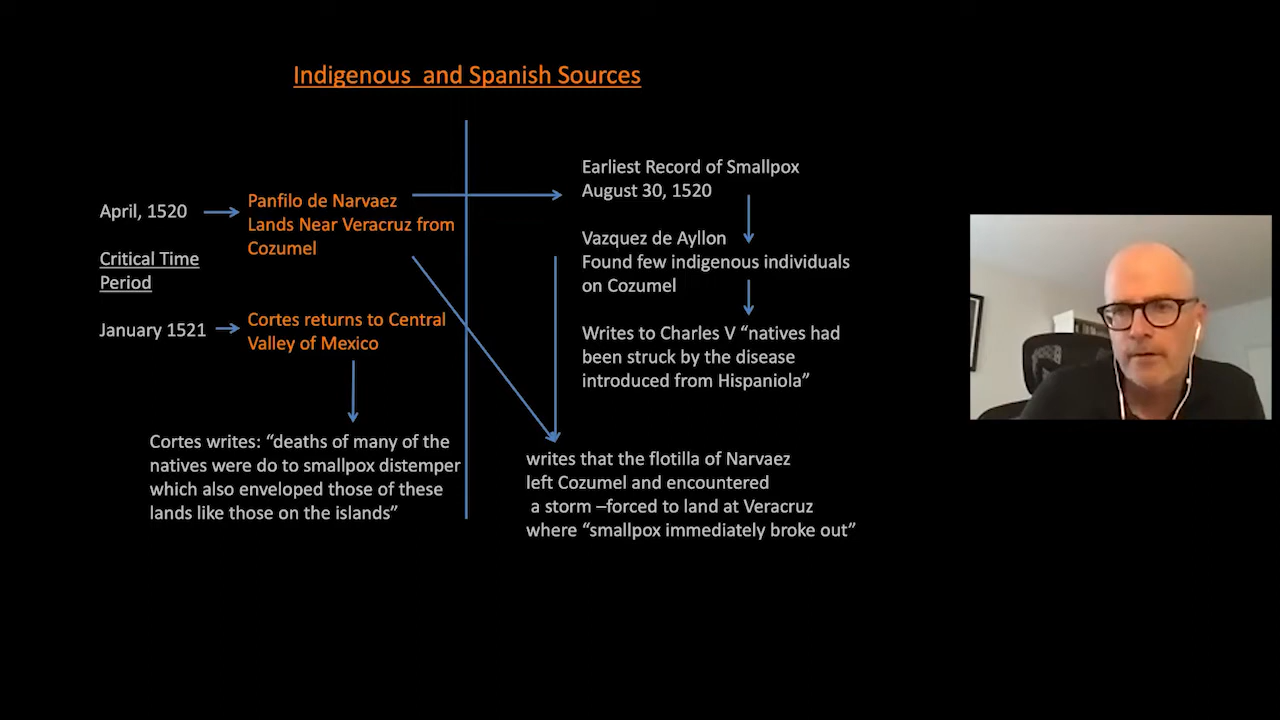 Indigenous and Spanish Sources
April, 1520
Panfilo de Narvaez
Lands Near Veracruz from
Cozumel
Critical Time
Period
January 1521
Cortes returns to Central
Valley of Mexico
Cortes writes: “deaths of many of the
natives were do to smallpox distemper
which also enveloped those of these
lands like those on the islands”
Earliest Record of Smallpox
August 30, 1520
Vazquez de Ayllon
Found few indigenous individuals
on Cozumel
Writes to Charles V “natives had
been struck by the disease
introduced from Hispaniola”
writes that the flotilla of Narvaez
left Cozumel and encountered
a storm –forced to land at Veracruz
where “smallpox immediately broke out”